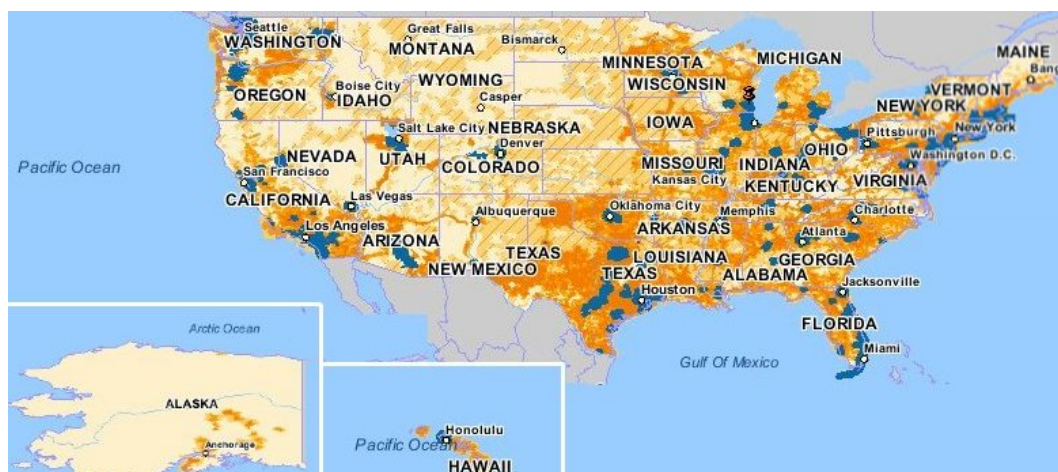 Seattle
WASHINGTON
Great Falls
MONTANA
Bismarck
MINNESOTA
MICHIGAN
MAINE
Bang
OREGON
Boise City
IDAHO
WYOMING
Casper
WISCONSIN
VERMONT
NEW YORK
Salt Lake City
NEBRASKA
IOWA
Pittsburgh
New York
Pacific Ocean
NEVADA
UTAH
Denver
COLORADO
MISSOURI
INDIANA
OHIO
Washington D.C.
San Francisco
CALIFORNIA
Las Vegas
Kansas City
KENTUCKY
VIRGINIA
Los Angeles
ARIZONA
Albuquerque
Oklahoma City
ARKANSAS
Memphis
Charlotte
Atlanta
NEW MEXICO
TEXAS
TEXAS
LOUISIANA
ALABAMA
GEORGIA
Houston
Jacksonville
FLORIDA
Miami
Gulf Of Mexico
Arctic Ocean
ALASKA
Anchorage
Honolulu
Pacific Ocean
HAWAII